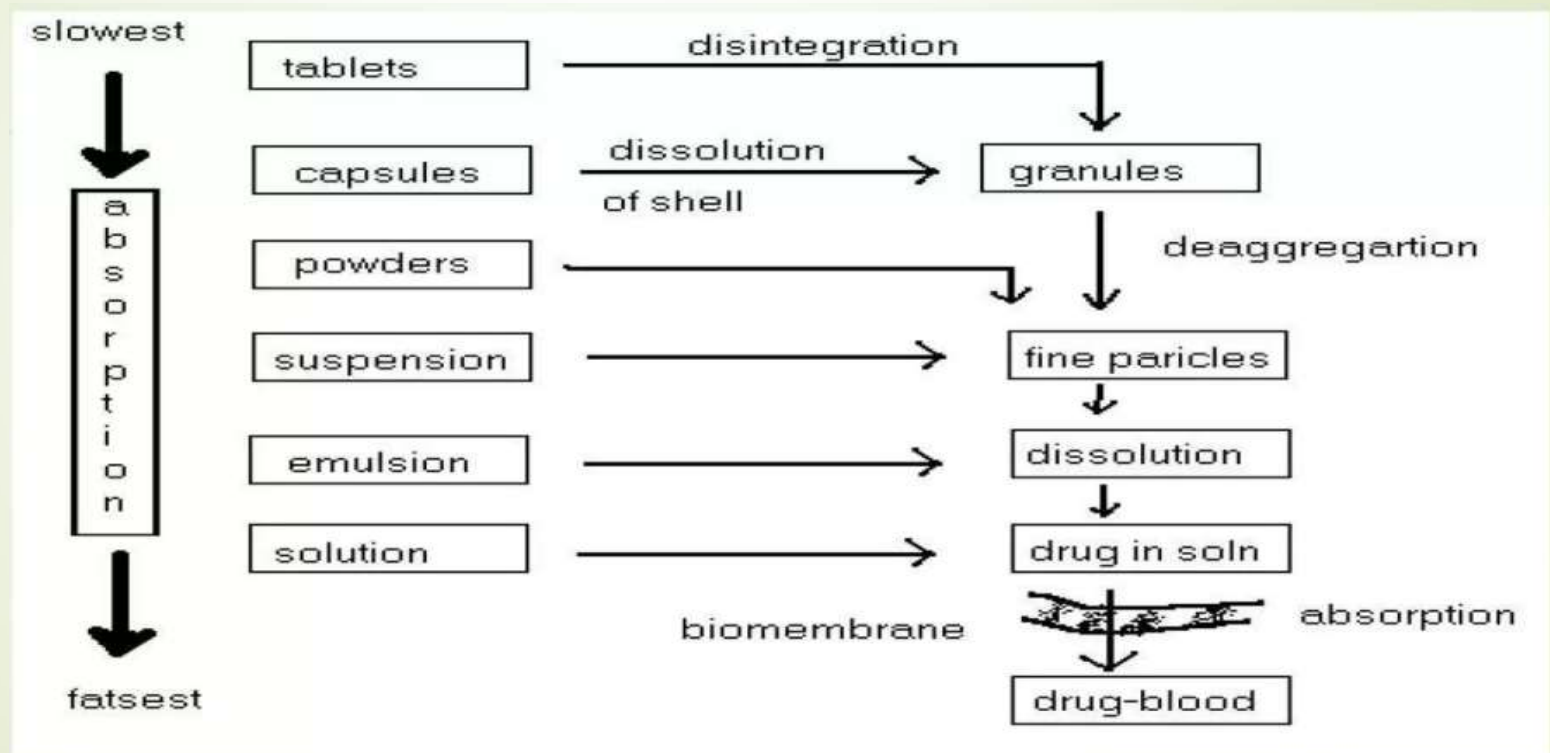 slowest
tablets
disintegration
capsules
dissolution
of shell
granules
absorption
powders
deaggregartion
suspension
fine paricles
emulsion
dissolution
solution
drug in soln
biomembrane
absorption
fatsest
drug-blood